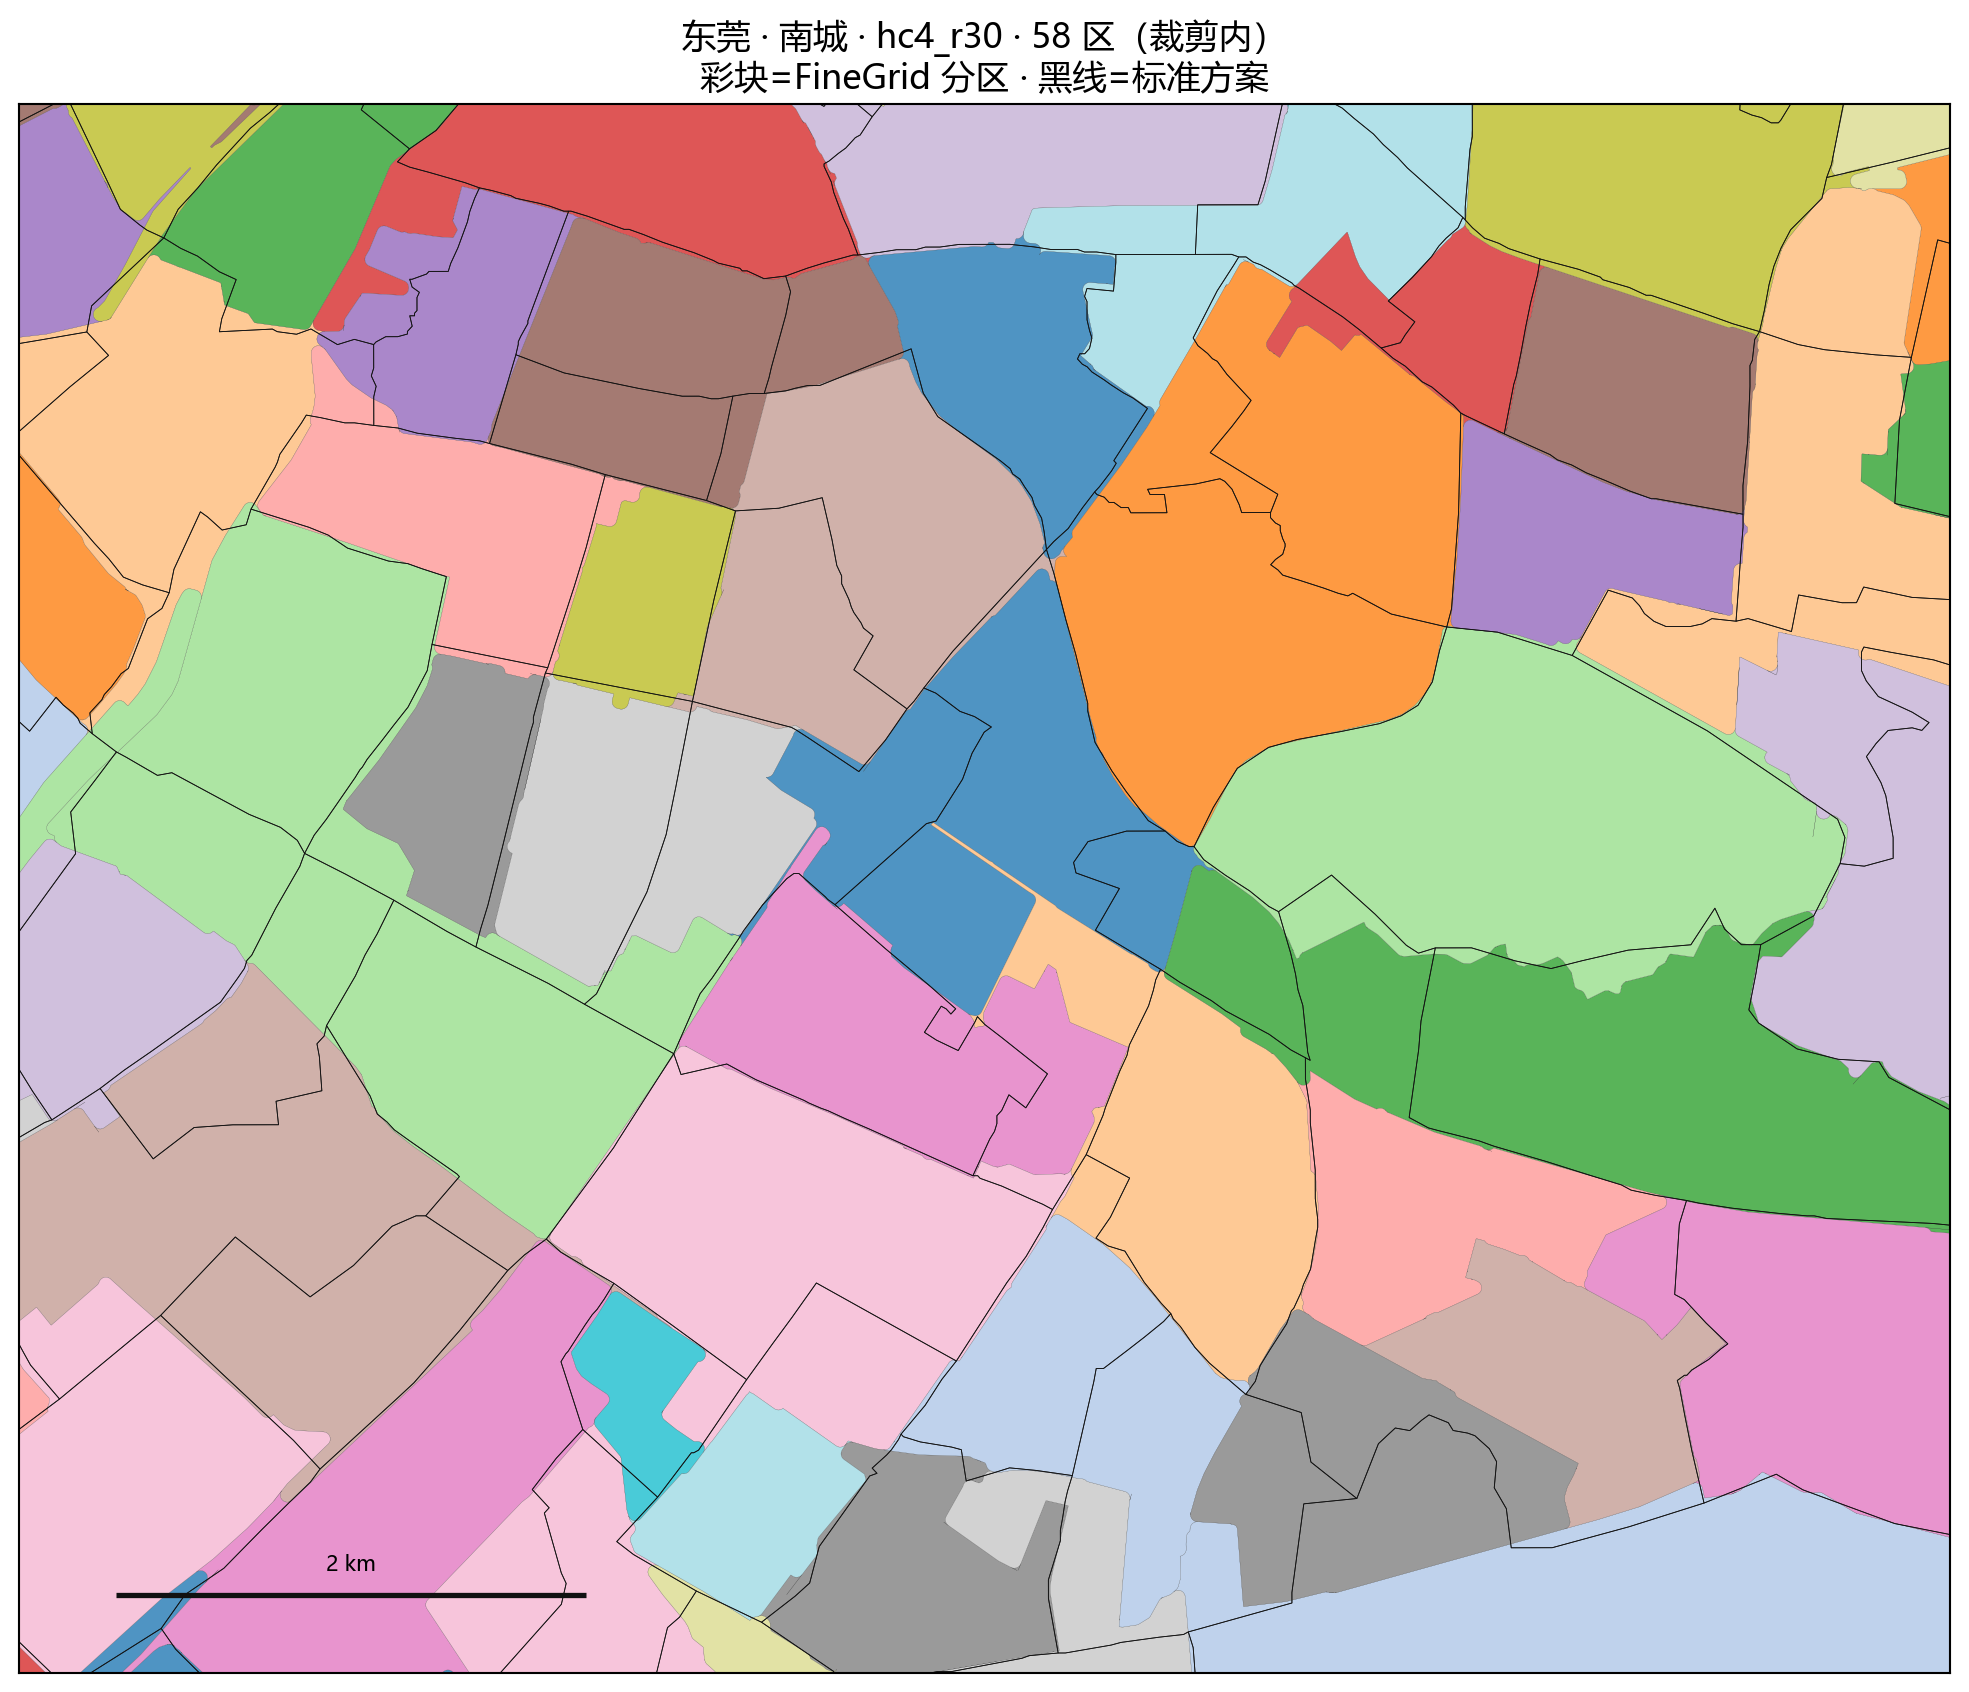 东莞 · 南城 · hc4_r30 · 58 区（裁剪内）
彩块=FineGrid 分区 · 黑线=标准方案
2 km